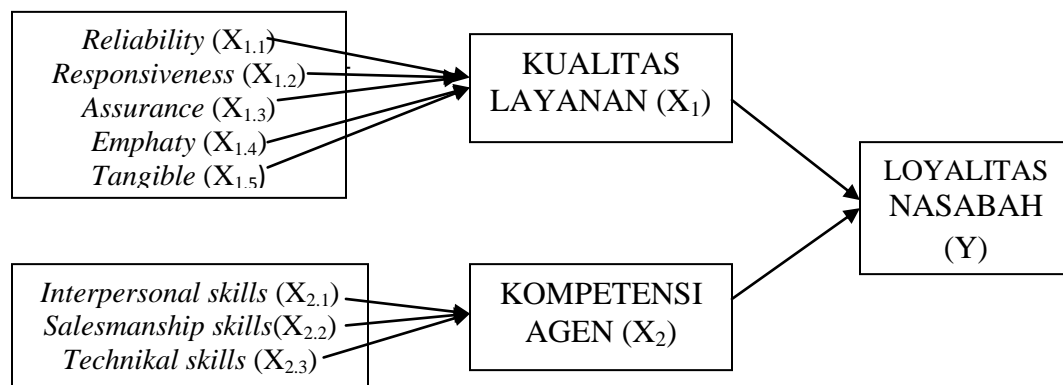 Reliability (X1.1)
Responsiveness (X1.2)
Assurance (X1.3)
Emphaty (X1.4)
Tangible (X1.5)
KUALITAS
LAYANAN (X1)
LOYALITAS
NASABAH
(Y)
Interpersonal skills (X2.1)
Salesmanship skills(X2.2)
Technikal skills (X2.3)
KOMPETENSI
AGEN (X2)